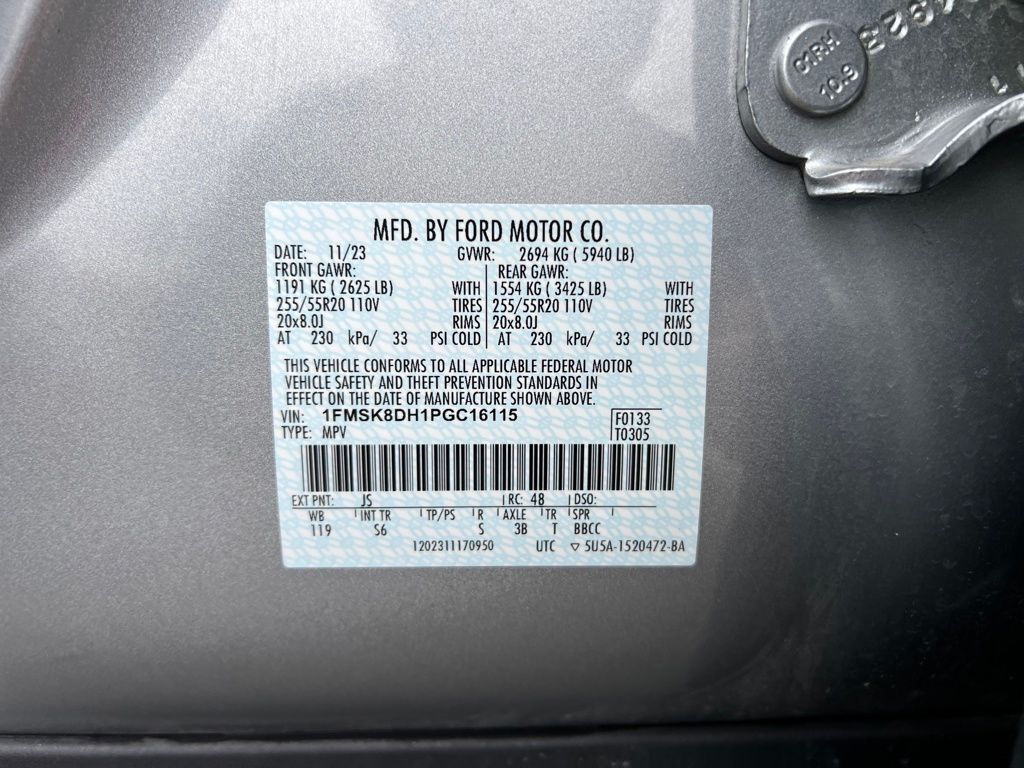 01RH
10.9
MFD. BY FORD MOTOR CO.
DATE: 11/23 GVWR: 2694 KG ( 5940 LB)
FRONT GAWR: REAR GAWR:
1191 KG ( 2625 LB) WITH 1554 KG ( 3425 LB) WITH
255/55R20 110V TIRES 255/55R20 110V TIRES
20x8.0J RIMS 20x8.0J RIMS
AT 230 kPa/ 33 PSI COLD AT 230 kPa/ 33 PSI COLD
THIS VEHICLE CONFORMS TO ALL APPLICABLE FEDERAL MOTOR
VEHICLE SAFETY AND THEFT PREVENTION STANDARDS IN
EFFECT ON THE DATE OF MANUFACTURE SHOWN ABOVE.
VIN: 1FMSK8DH1PGC16115 F0133
TYPE: MPV T0305
EXT PNT: JS RC: 48 DSO:
WB INT TR TP/PS R AXLE TR SPR
119 S6 S 3B T BBCC
1202311170950 UTC ▽ 5U5A-1520472-BA